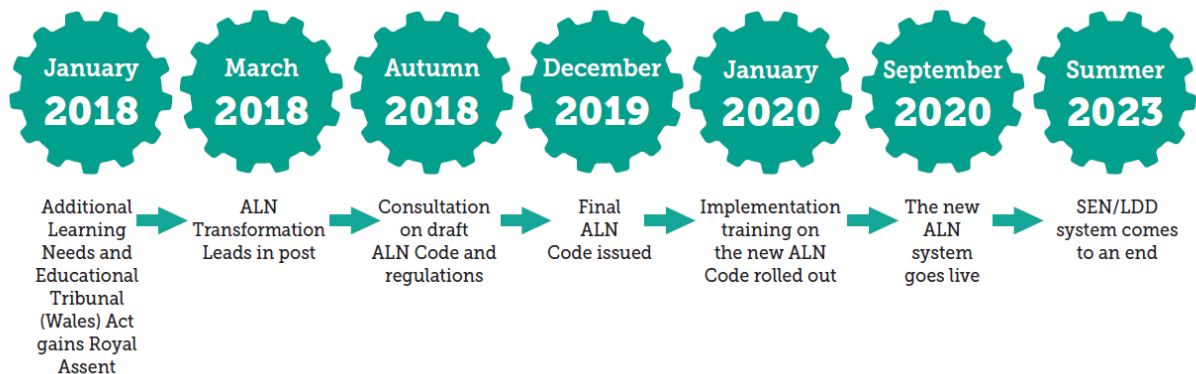 January
2018
March
2018
Autumn
2018
December
2019
January
2020
September
2020
Summer
2023
Additional
Learning
Needs and
Educational
Tribunal
(Wales) Act
gains Royal
Assent
ALN
Transformation
Leads in post
Consultation
on draft
ALN Code and
regulations
Final
ALN
Code issued
Implementation
training on
the new ALN
Code rolled out
The new
ALN
system
goes live
SEN/LDD
system comes
to an end